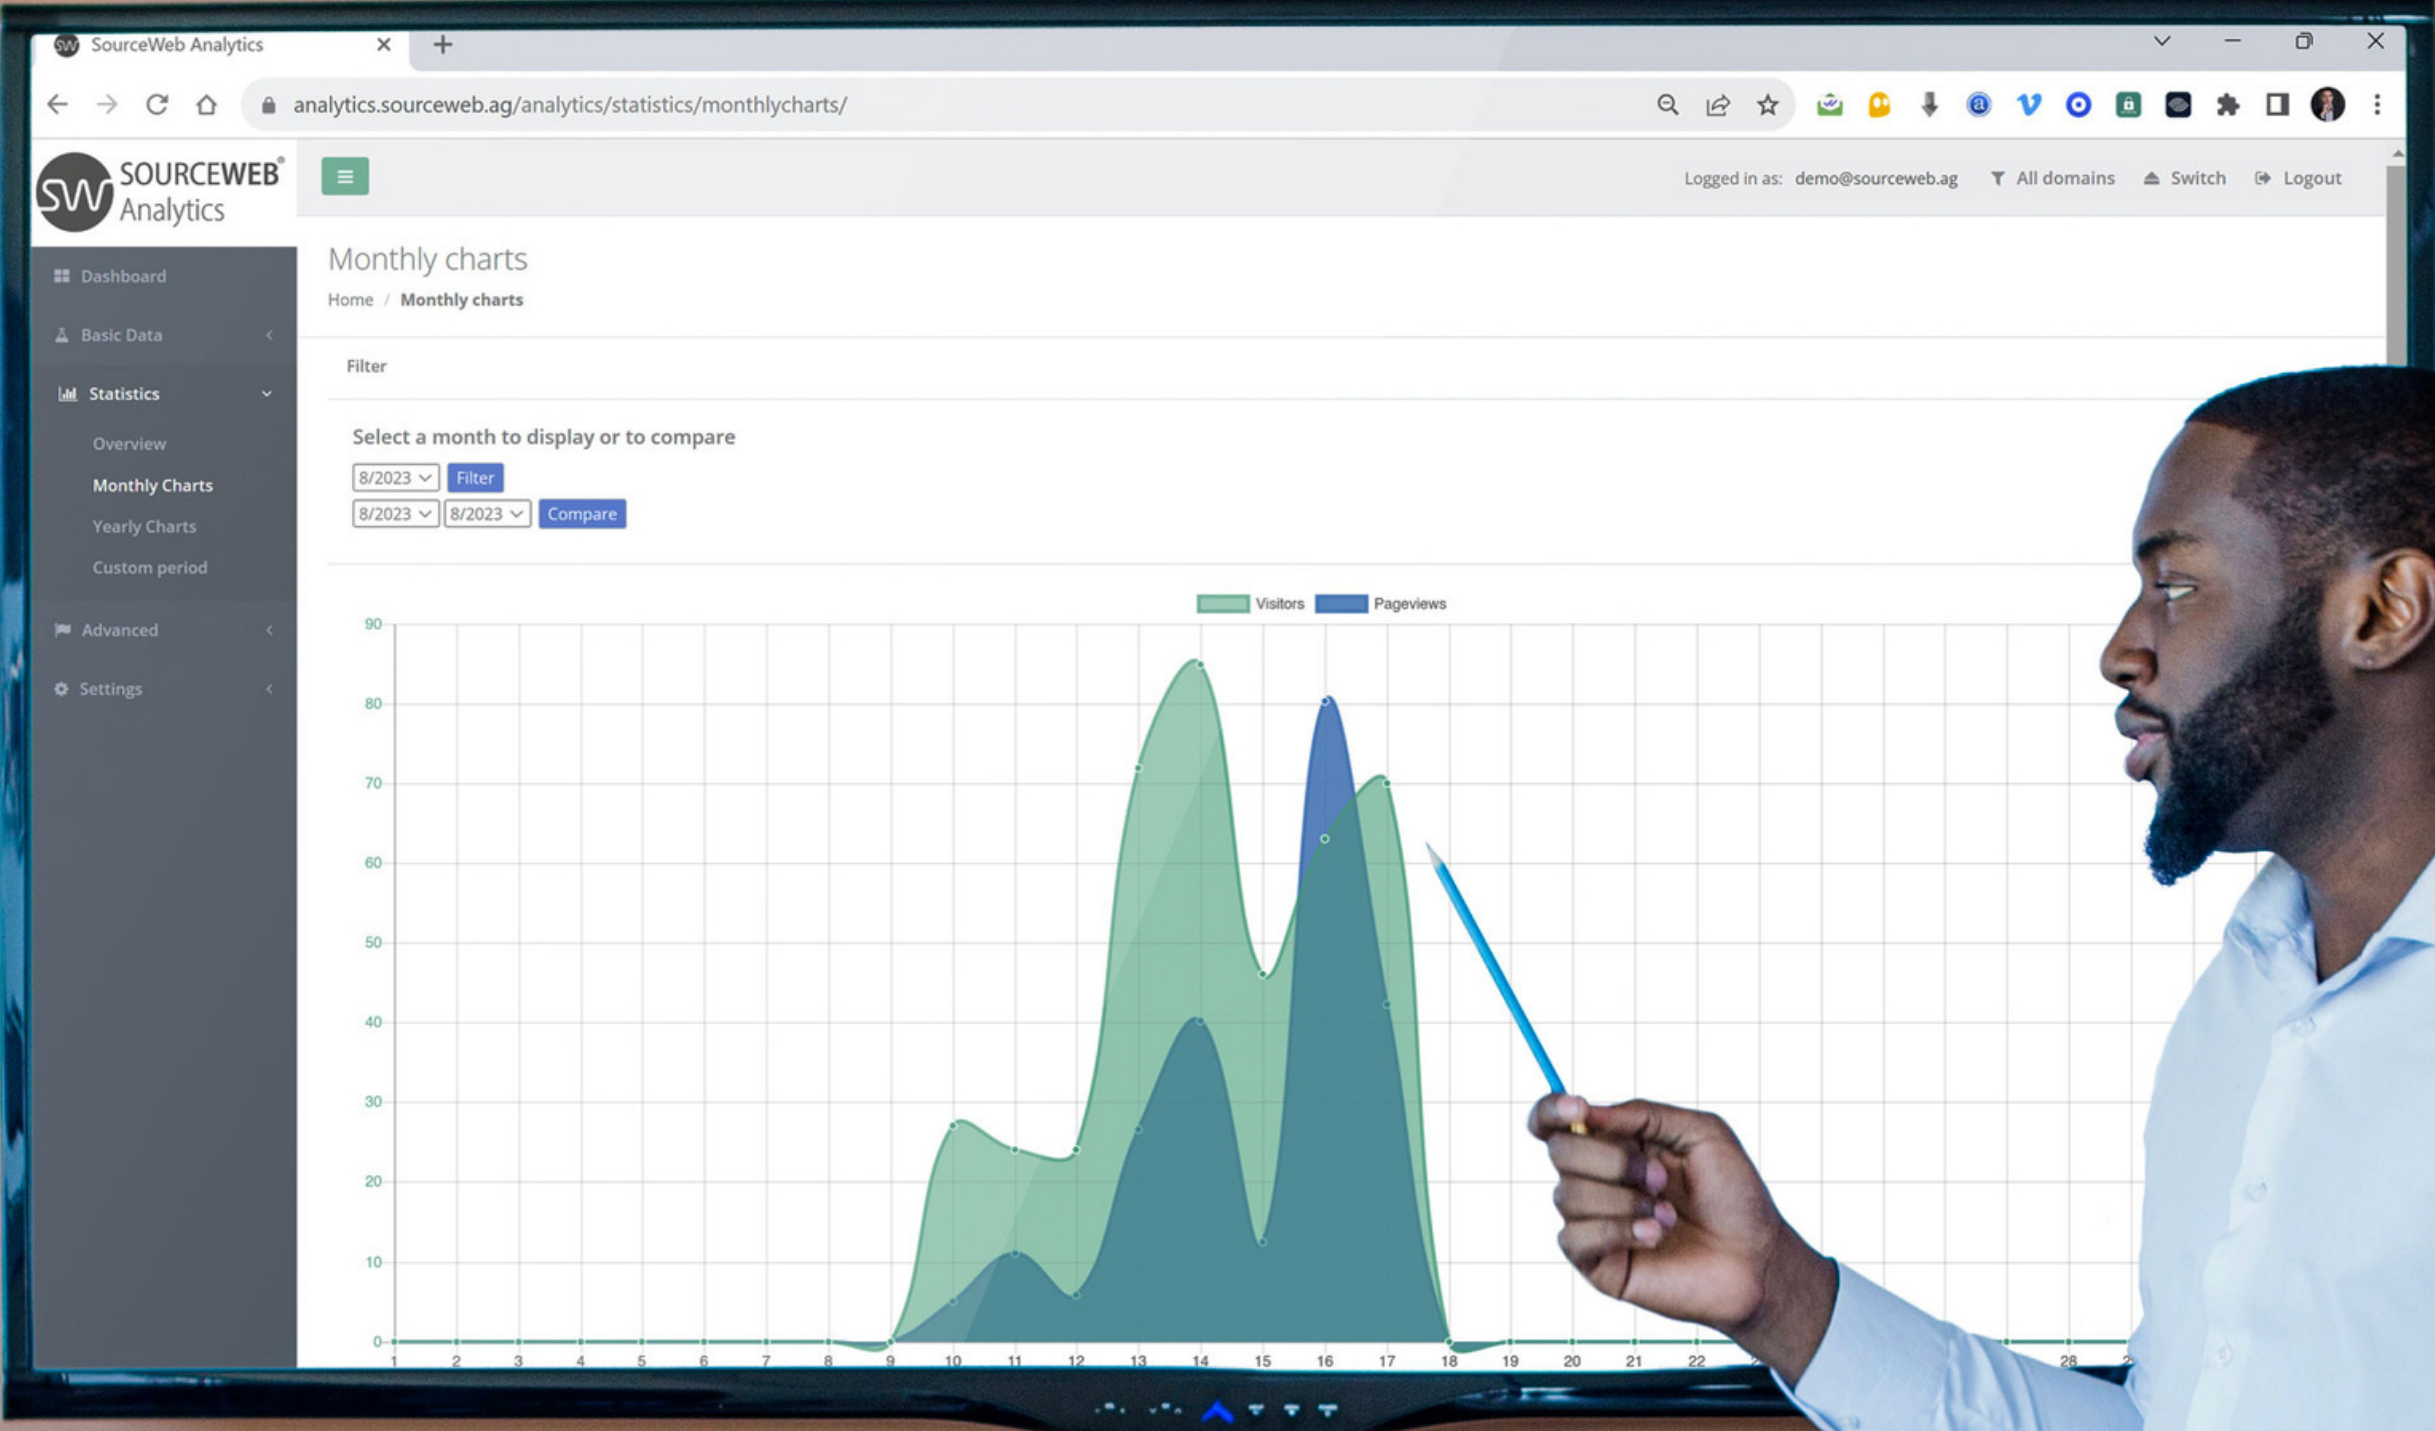 SourceWeb Analytics
analytics.sourceweb.ag/analytics/statistics/monthlycharts/
SW SOURCEWEB®
Analytics
Logged in as: demo@sourceweb.ag All domains Switch Logout
Dashboard
Basic Data
Statistics
Overview
Monthly Charts
Yearly Charts
Custom period
Advanced
Settings
Monthly charts
Home / Monthly charts
Filter
Select a month to display or to compare
8/2023 Filter
8/2023 8/2023 Compare
Visitors Pageviews
90
80
70
60
50
40
30
20
10
0
1 2 3 4 5 6 7 8 9 10 11 12 13 14 15 16 17 18 19 20 21 22 28